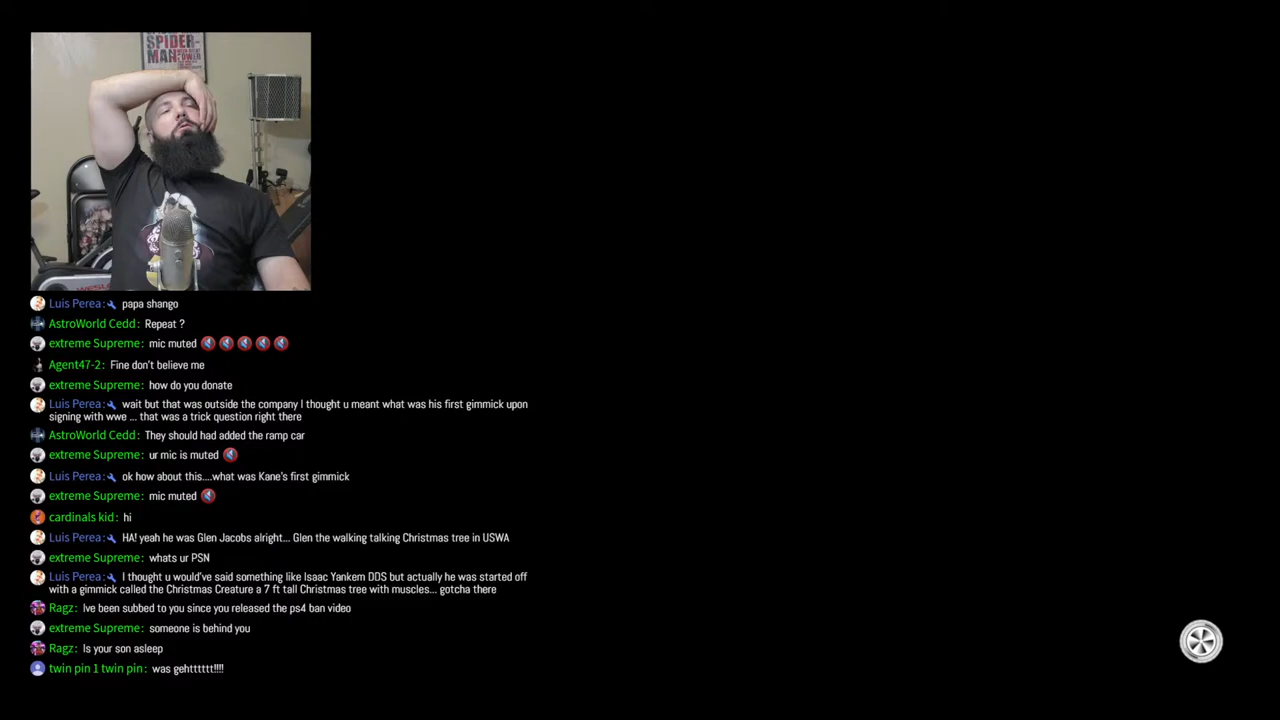 SPIDER-
MAN
POWER
Luis Perea: papa shango
AstroWorld Cedd: Repeat ?
extreme Supreme: mic muted
Agent47-2: Fine don't believe me
extreme Supreme: how do you donate
Luis Perea: wait but that was outside the company I thought u meant what was his first gimmick upon
signing with wwe ... that was a trick question right there
AstroWorld Cedd: They should had added the ramp car
extreme Supreme: ur mic is muted
Luis Perea: ok how about this....what was Kane's first gimmick
extreme Supreme: mic muted
cardinals kid: hi
Luis Perea: HA! yeah he was Glen Jacobs alright... Glen the walking talking Christmas tree in USWA
extreme Supreme: whats ur PSN
Luis Perea: I thought u would've said something like Isaac Yankem DDS but actually he was started off
with a gimmick called the Christmas Creature a 7 ft tall Christmas tree with muscles... gotcha there
Ragz: Ive been subbed to you since you released the ps4 ban video
extreme Supreme: someone is behind you
Ragz: Is your son asleep
twin pin 1 twin pin: was gehtttttt!!!!